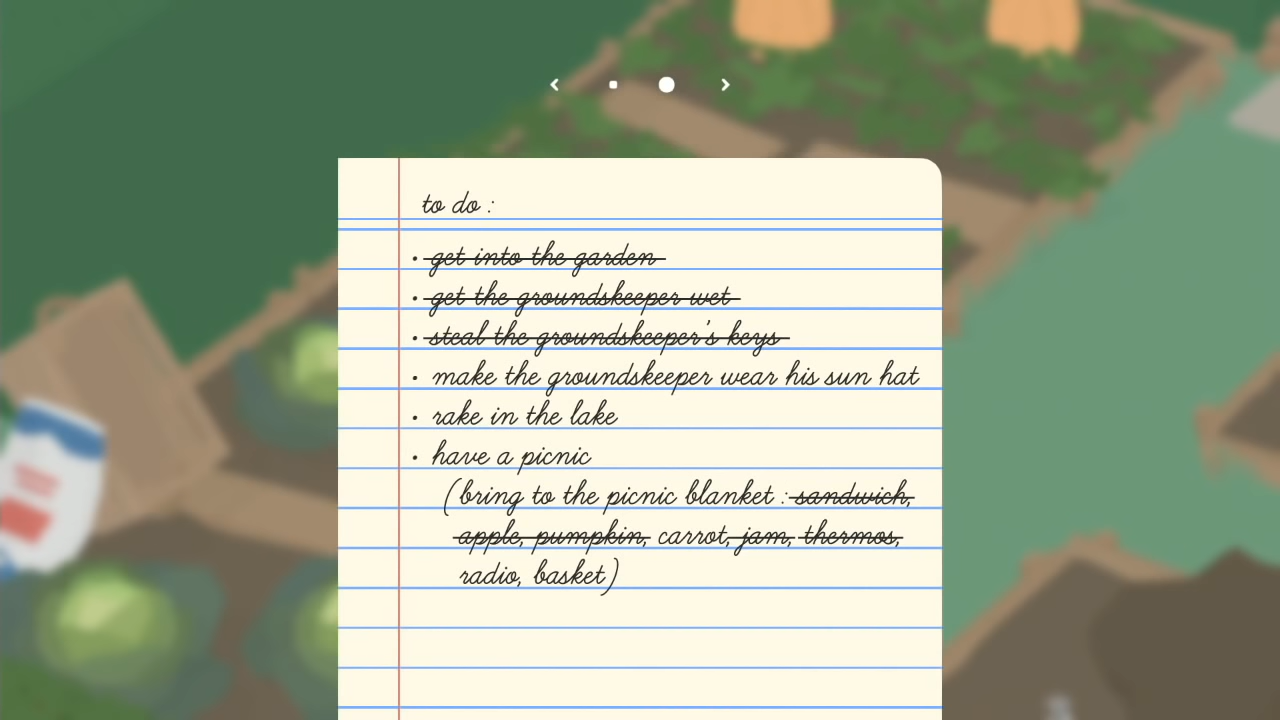 to do :
• get into the garden
• get the groundskeeper wet
• steal the groundskeeper's keys
• make the groundskeeper wear his sun hat
• rake in the lake
• have a picnic
(bring to the picnic blanket : sandwich,
apple, pumpkin, carrot, jam, thermos,
radio, basket)